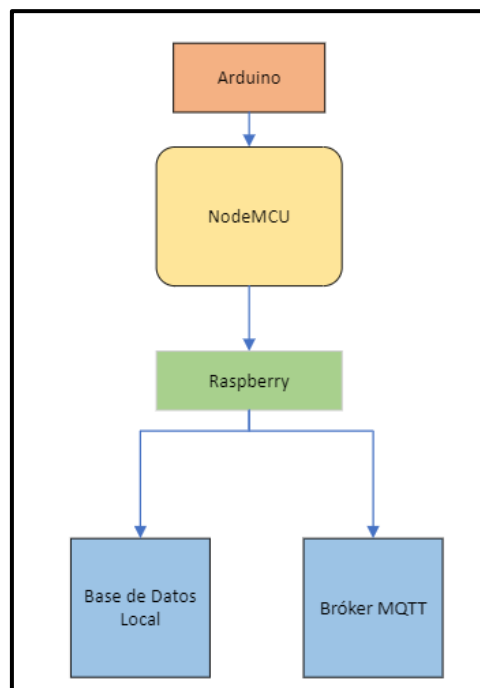 Arduino
NodeMCU
Raspberry
Base de Datos
Local
Bróker MQTT